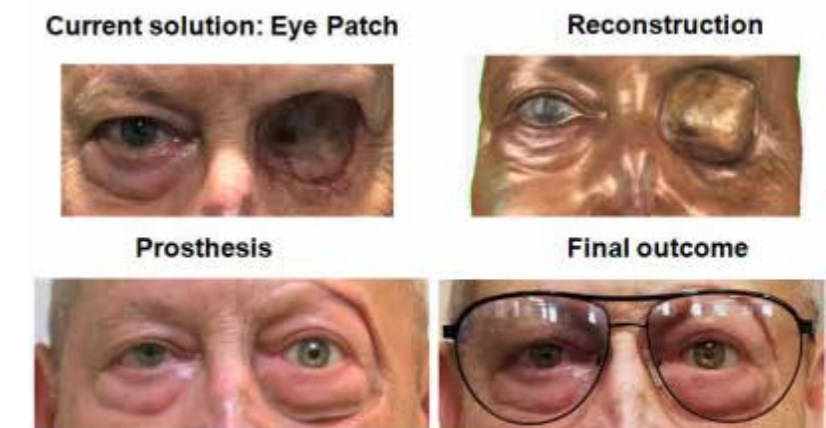 Current solution: Eye Patch
Reconstruction
Prosthesis
Final outcome